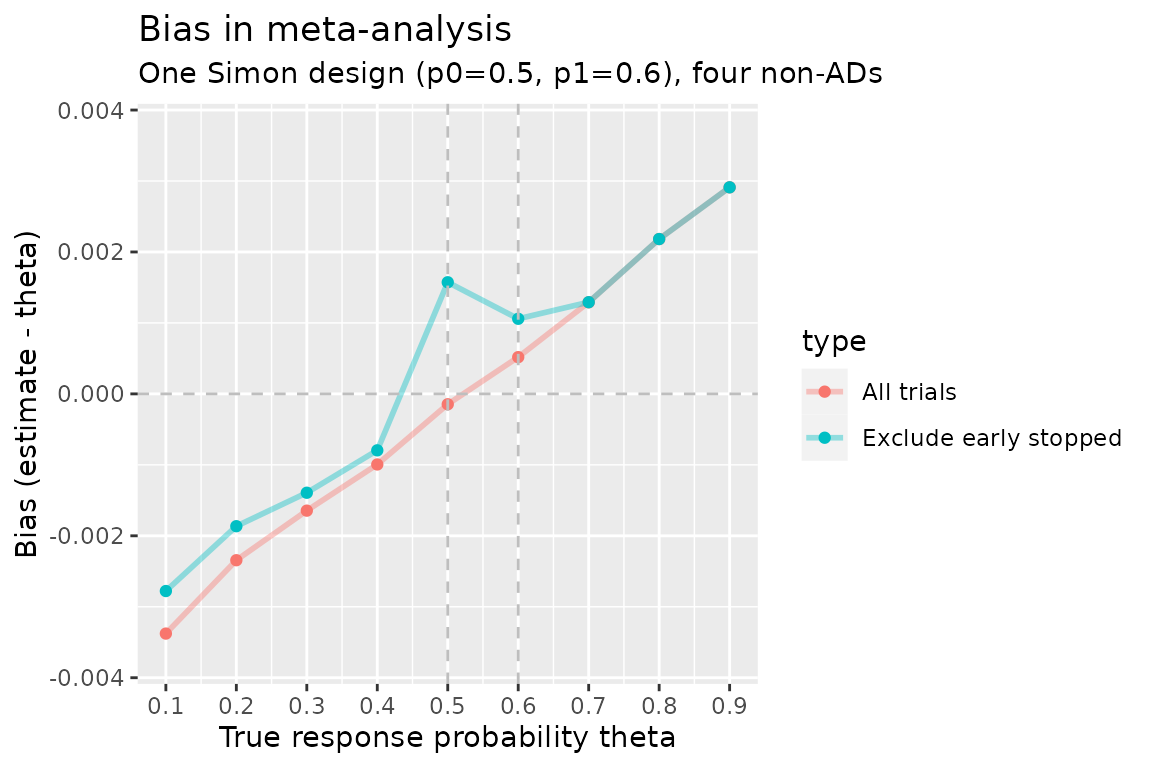 Bias in meta-analysis
One Simon design (p0=0.5, p1=0.6), four non-ADs
Bias (estimate - theta)
0.004
0.002
0.000
-0.002
-0.004
0.1 0.2 0.3 0.4 0.5 0.6 0.7 0.8 0.9
True response probability theta
type
All trials
Exclude early stopped